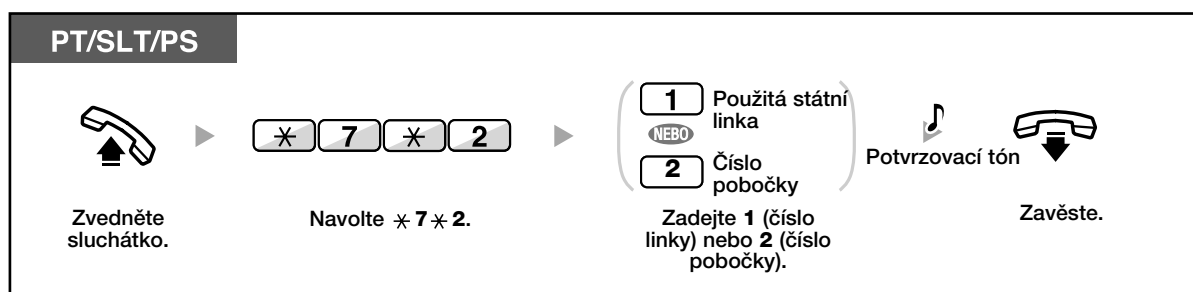 PT/SLT/PS
1 Použitá státní
linka
NEBO
2 Číslo
pobočky
✳ 7 ✳ 2
Potvrzovací tón
Zvedněte
sluchátko.
Navolte ✳ 7 ✳ 2.
Zadejte 1 (číslo
linky) nebo 2 (číslo
pobočky).
Zavěste.